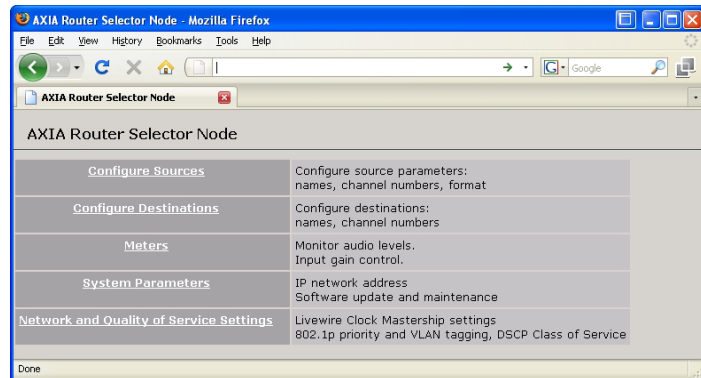 AXIA Router Selector Node - Mozilla Firefox
File Edit View History Bookmarks Tools Help
G Google
AXIA Router Selector Node
AXIA Router Selector Node
Configure Sources
Configure source parameters:
names, channel numbers, format
Configure Destinations
Configure destinations:
names, channel numbers
Meters
Monitor audio levels.
Input gain control.
System Parameters
IP network address
Software update and maintenance
Network and Quality of Service Settings
Livewire Clock Mastership settings
802.1p priority and VLAN tagging, DSCP Class of Service
Done